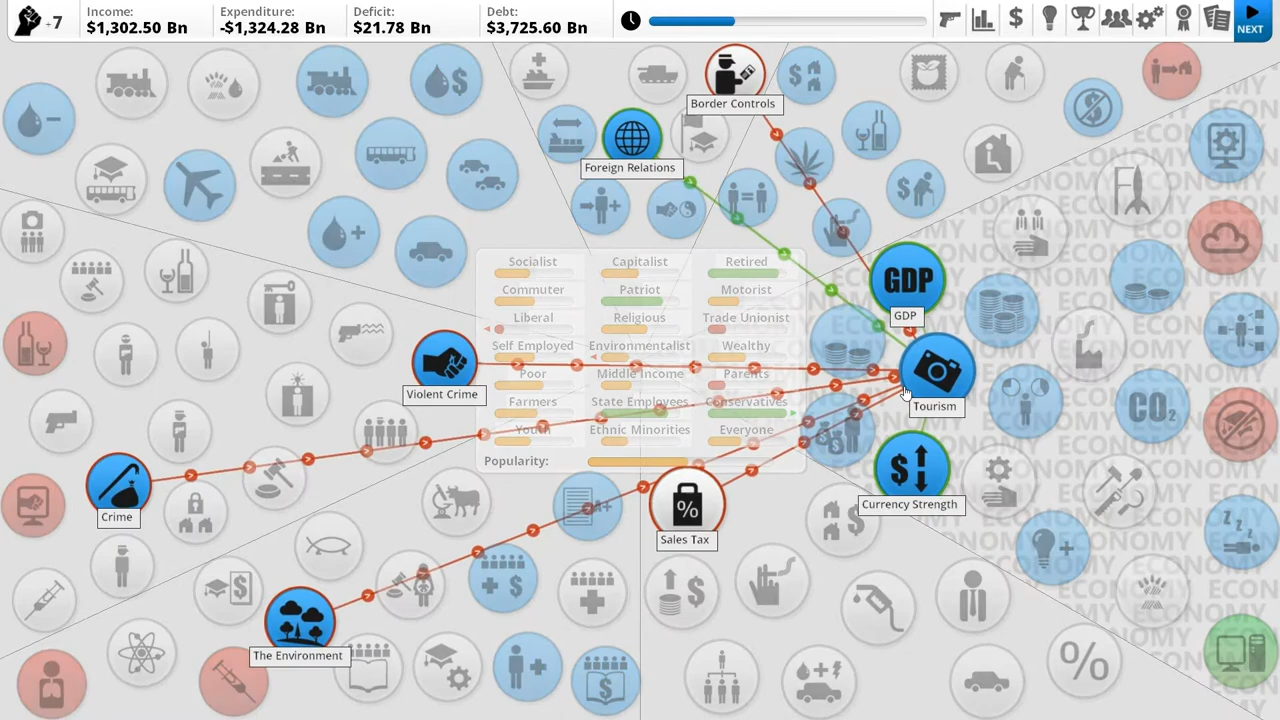 +7
Income:
$1,302.50 Bn
Expenditure:
-$1,324.28 Bn
Deficit:
$21.78 Bn
Debt:
$3,725.60 Bn
NEXT
Border Controls
Foreign Relations
Socialist
Capitalist
Retired
Commuter
Patriot
Motorist
Liberal
Religious
Trade Unionist
Self Employed
Environmentalist
Wealthy
Poor
Middle Income
Parents
Farmers
State Employees
Conservatives
Youth
Ethnic Minorities
Everyone
Popularity:
GDP
GDP
Tourism
Violent Crime
Currency Strength
Crime
Sales Tax
The Environment
CO2
ECONOMY